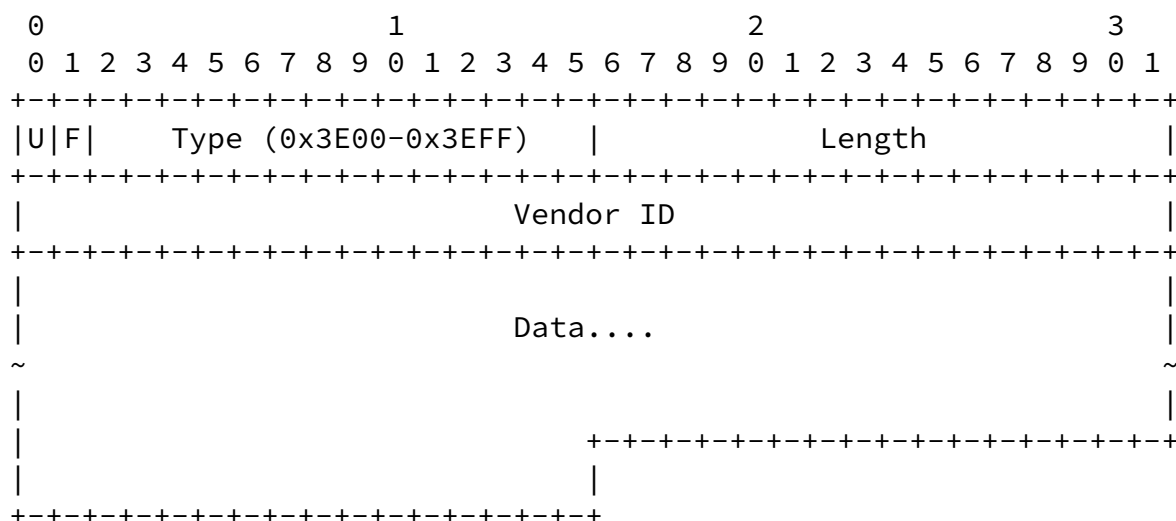 0                   1                   2                   3
 0 1 2 3 4 5 6 7 8 9 0 1 2 3 4 5 6 7 8 9 0 1 2 3 4 5 6 7 8 9 0 1
+-+-+-+-+-+-+-+-+-+-+-+-+-+-+-+-+-+-+-+-+-+-+-+-+-+-+-+-+-+-+-+-+
|U|F|    Type (0x3E00-0x3EFF)   |            Length             |
+-+-+-+-+-+-+-+-+-+-+-+-+-+-+-+-+-+-+-+-+-+-+-+-+-+-+-+-+-+-+-+-+
|                           Vendor ID                           |
+-+-+-+-+-+-+-+-+-+-+-+-+-+-+-+-+-+-+-+-+-+-+-+-+-+-+-+-+-+-+-+-+
|                                                               |
|                           Data....                            |
~                                                               ~
|                                                               |
|                               +-+-+-+-+-+-+-+-+-+-+-+-+-+-+-+-+
|                               |
+-+-+-+-+-+-+-+-+-+-+-+-+-+-+-+-+